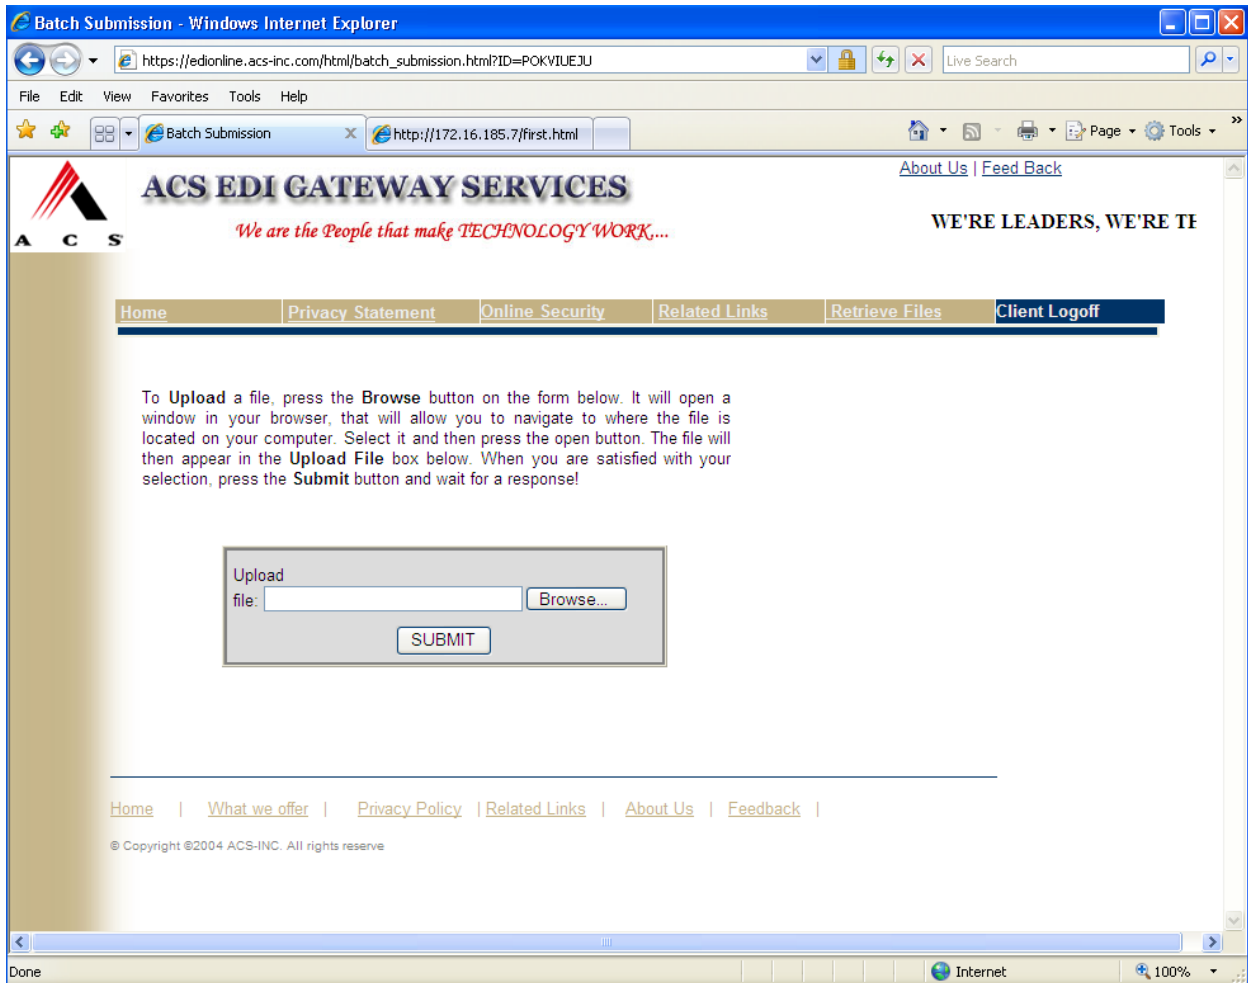 Batch Submission - Windows Internet Explorer
https://edionline.acs-inc.com/html/batch_submission.html?ID=POKVIUEJU
Live Search
File Edit View Favorites Tools Help
Batch Submission
http://172.16.185.7/first.html
Page Tools
About Us | Feed Back
ACS EDI GATEWAY SERVICES
We are the People that make TECHNOLOGY WORK,...
WE'RE LEADERS, WE'RE
A C S
Home Privacy Statement Online Security Related Links Retrieve Files Client Logoff
To Upload a file, press the Browse button on the form below. It will open a
window in your browser, that will allow you to navigate to where the file is
located on your computer. Select it and then press the open button. The file will
then appear in the Upload File box below. When you are satisfied with your
selection, press the Submit button and wait for a response!
Upload
file: Browse...
SUBMIT
Home | What we offer | Privacy Policy | Related Links | About Us | Feedback |
© Copyright ©2004 ACS-INC. All rights reserve
Done Internet 100%